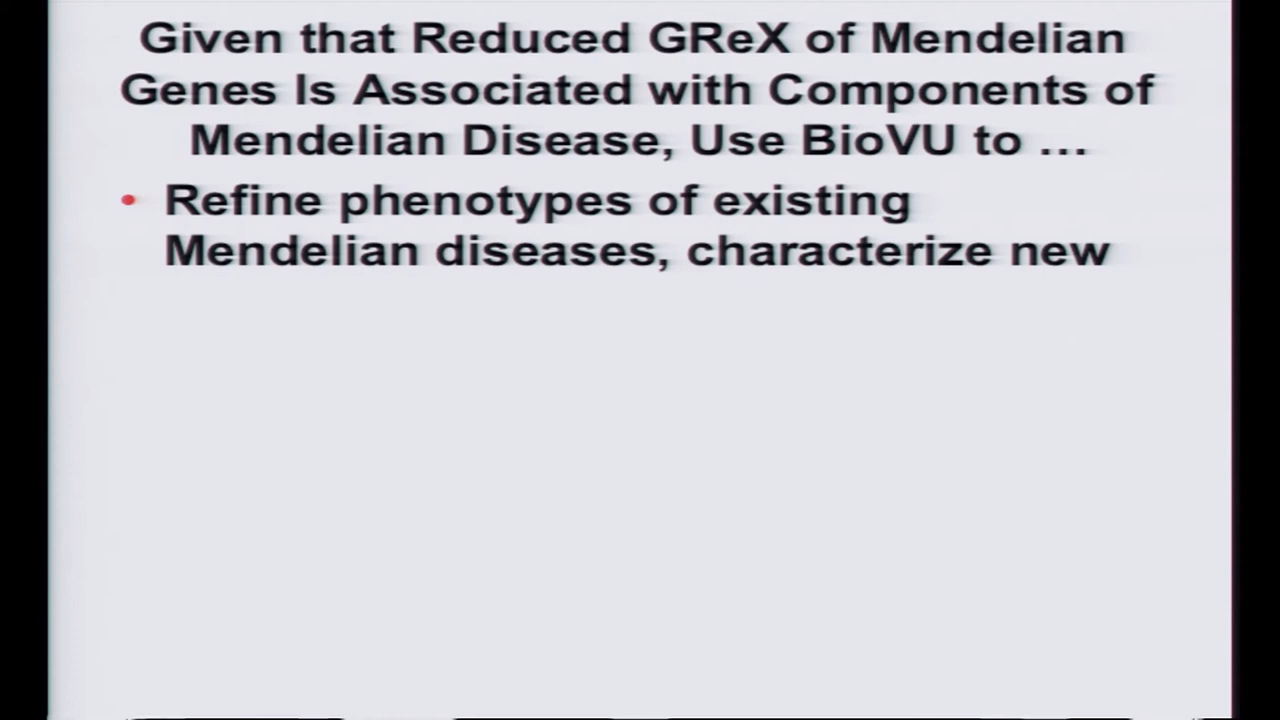 Given that Reduced GReX of Mendelian
Genes Is Associated with Components of
Mendelian Disease, Use BioVU to …
• Refine phenotypes of existing
Mendelian diseases, characterize new